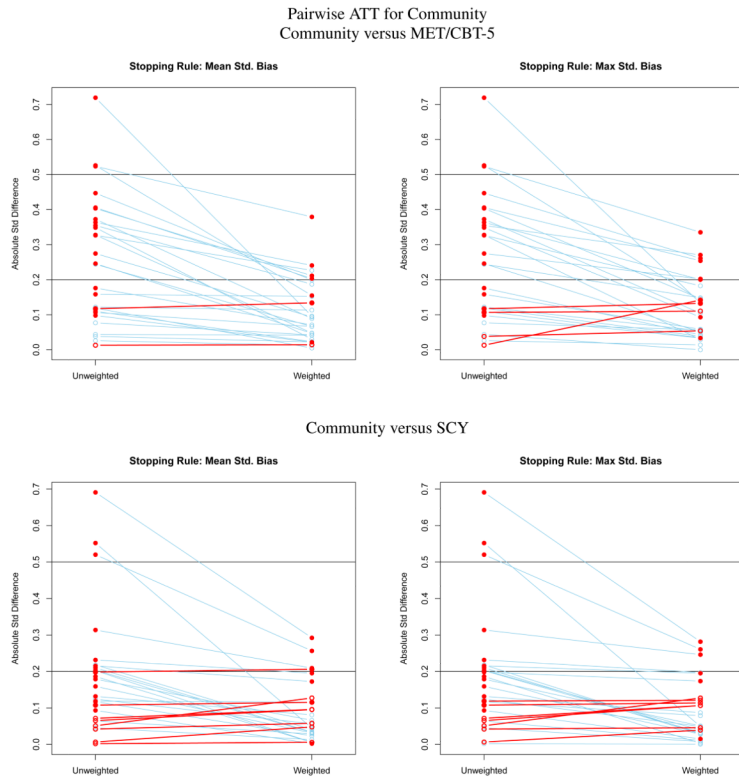 Pairwise ATT for Community
Community versus MET/CBT-5
Stopping Rule: Mean Std. Bias
Absolute Std Difference
0.7
0.6
0.5
0.4
0.3
0.2
0.1
0.0
Unweighted
Weighted
Stopping Rule: Max Std. Bias
Absolute Std Difference
0.7
0.6
0.5
0.4
0.3
0.2
0.1
0.0
Unweighted
Weighted
Community versus SCY
Stopping Rule: Mean Std. Bias
Absolute Std Difference
0.7
0.6
0.5
0.4
0.3
0.2
0.1
0.0
Unweighted
Weighted
Stopping Rule: Max Std. Bias
Absolute Std Difference
0.7
0.6
0.5
0.4
0.3
0.2
0.1
0.0
Unweighted
Weighted